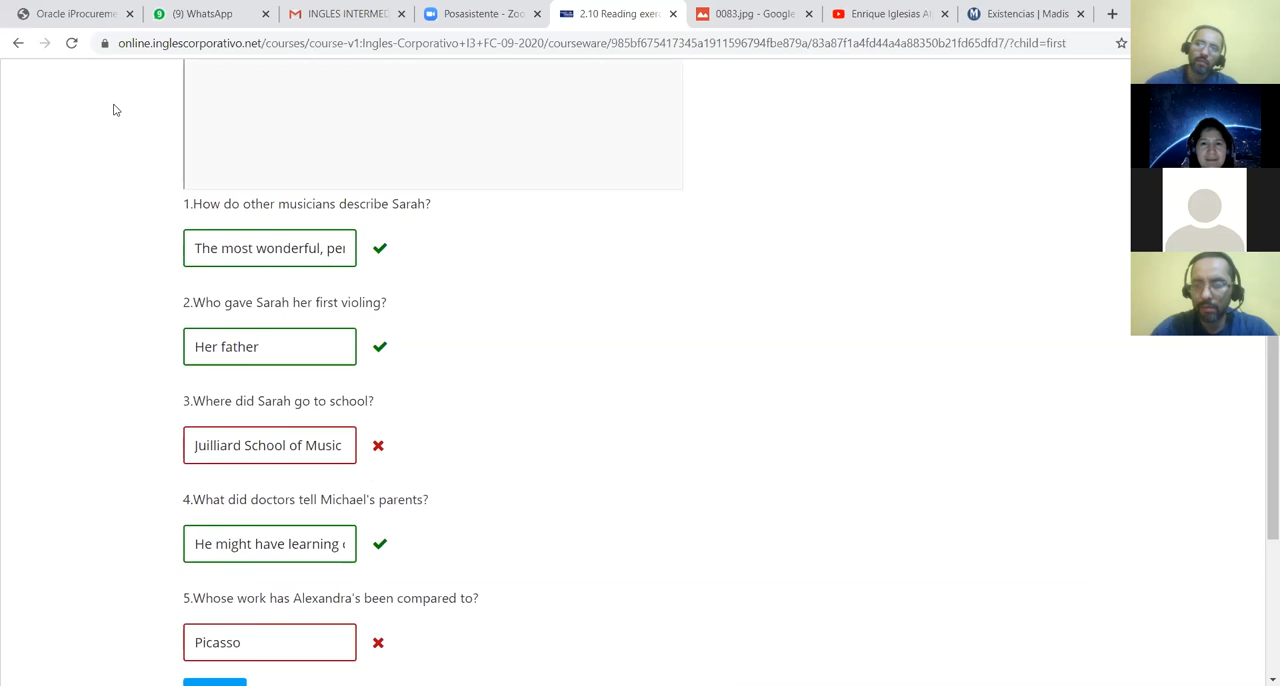 Oracle iProcureme
(9) WhatsApp
INGLES INTERMED
Posasistente - Zoo
2.10 Reading exerc
0083.jpg - Google
Enrique Iglesias
Existencias | Madis
online.inglescorporativo.net/courses/course-v1:Ingles-Corporativo+I3+FC-09-2020/courseware/985bf675417345a1911596794fbe879a/83a87f1a4fd44a4a88350b21fd65dfd7/?child=first
1.How do other musicians describe Sarah?
The most wonderful, per
2.Who gave Sarah her first violing?
Her father
3.Where did Sarah go to school?
Juilliard School of Music
4.What did doctors tell Michael's parents?
He might have learning
5.Whose work has Alexandra's been compared to?
Picasso